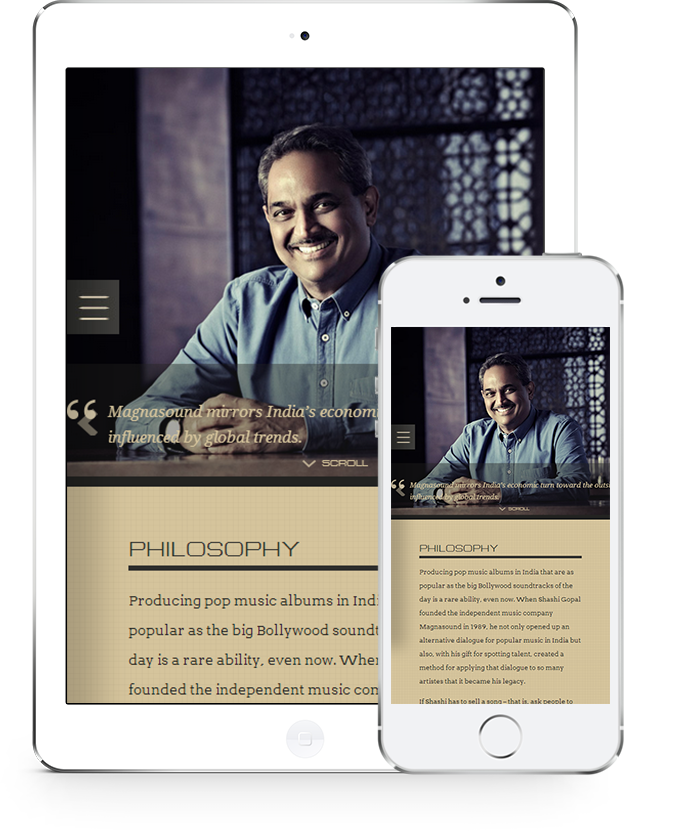 “ Magnasound mirrors India's econom
influenced by global trends.
SCROLL
PHILOSOPHY
Producing pop music albums in Indi
popular as the big Bollywood soundt
day is a rare ability, even now. When
founded the independent music con
“ Magnasound mirrors India's economic turn toward the outs
influenced by global trends.
SCROLL
PHILOSOPHY
Producing pop music albums in India that are as
popular as the big Bollywood soundtracks of the
day is a rare ability, even now. When Shashi Gopal
founded the independent music company
Magnasound in 1989, he not only opened up an
alternative dialogue for popular music in India but
also, with his gift for spotting talent, created a
method for applying that dialogue to so many
artistes that it became his legacy.
If Shashi has to sell a song – that is, ask people to